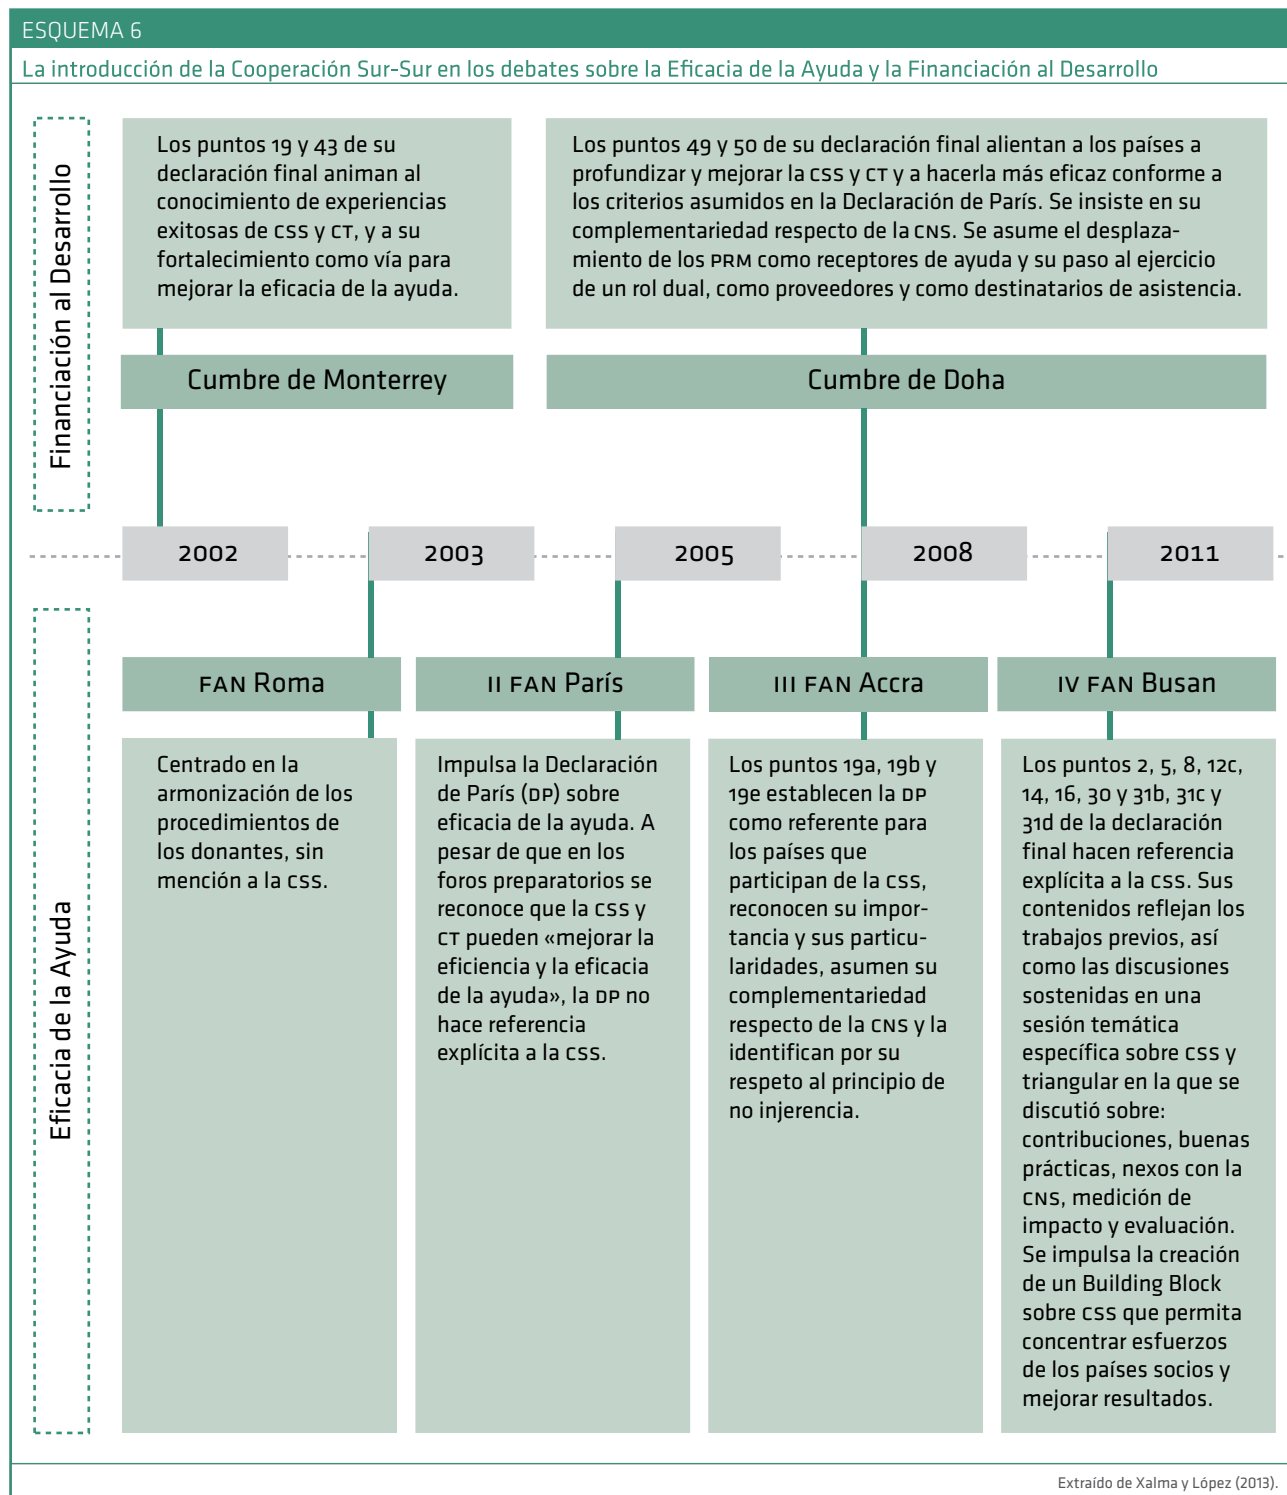 ESQUEMA 6
La introducción de la Cooperación Sur-Sur en los debates sobre la Eficacia de la Ayuda y la Financiación al Desarrollo
Financiación al Desarrollo
Los puntos 19 y 43 de su
declaración final animan al
conocimiento de experiencias
exitosas de CSS y CT, y a su
fortalecimiento como vía para
mejorar la eficacia de la ayuda.
Los puntos 49 y 50 de su declaración final alientan a los países a
profundizar y mejorar la CSS y CT y a hacerla más eficaz conforme a
los criterios asumidos en la Declaración de París. Se insiste en su
complementariedad respecto de la CNS. Se asume el desplaza-
miento de los PRM como receptores de ayuda y su paso al ejercicio
de un rol dual, como proveedores y como destinatarios de asistencia.
Cumbre de Monterrey
Cumbre de Doha
2002
2003
2005
2008
2011
Eficacia de la Ayuda
FAN Roma
Centrado en la
armonización de los
procedimientos de
los donantes, sin
mención a la CSS.
II FAN París
Impulsa la Declaración
de París (DP) sobre
eficacia de la ayuda. A
pesar de que en los
foros preparatorios se
reconoce que la CSS y
CT pueden «mejorar la
eficiencia y la eficacia
de la ayuda», la DP no
hace referencia
explícita a la CSS.
III FAN Accra
Los puntos 19a, 19b y
19e establecen la DP
como referente para
los países que
participan de la CSS,
reconocen su impor-
tancia y sus particu-
laridades, asumen su
complementariedad
respecto de la CNS y la
identifican por su
respeto al principio de
no injerencia.
IV FAN Busan
Los puntos 2, 5, 8, 12c,
14, 16, 30 y 31b, 31c y
31d de la declaración
final hacen referencia
explícita a la CSS. Sus
contenidos reflejan los
trabajos previos, así
como las discusiones
sostenidas en una
sesión temática
específica sobre CSS y
triangular en la que se
discutió sobre:
contribuciones, buenas
prácticas, nexos con la
CNS, medición de
impacto y evaluación.
Se impulsa la creación
de un Building Block
sobre CSS que permita
concentrar esfuerzos
de los países socios y
mejorar resultados.
Extraído de Xalma y López (2013).